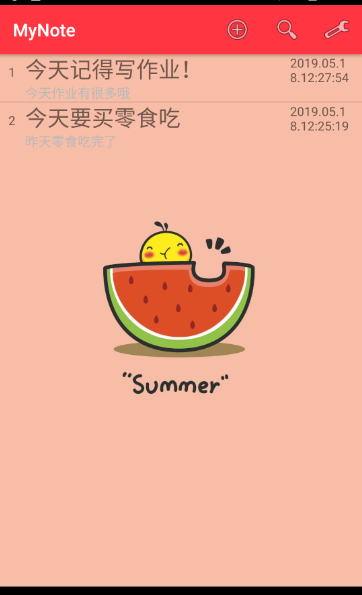 MyNote
1 今天记得写作业! 2019.05.1
今天作业有很多哦 8.12:27:54
2 今天要买零食吃 2019.05.1
8.12:25:19
昨天零食吃完了
"Summer"